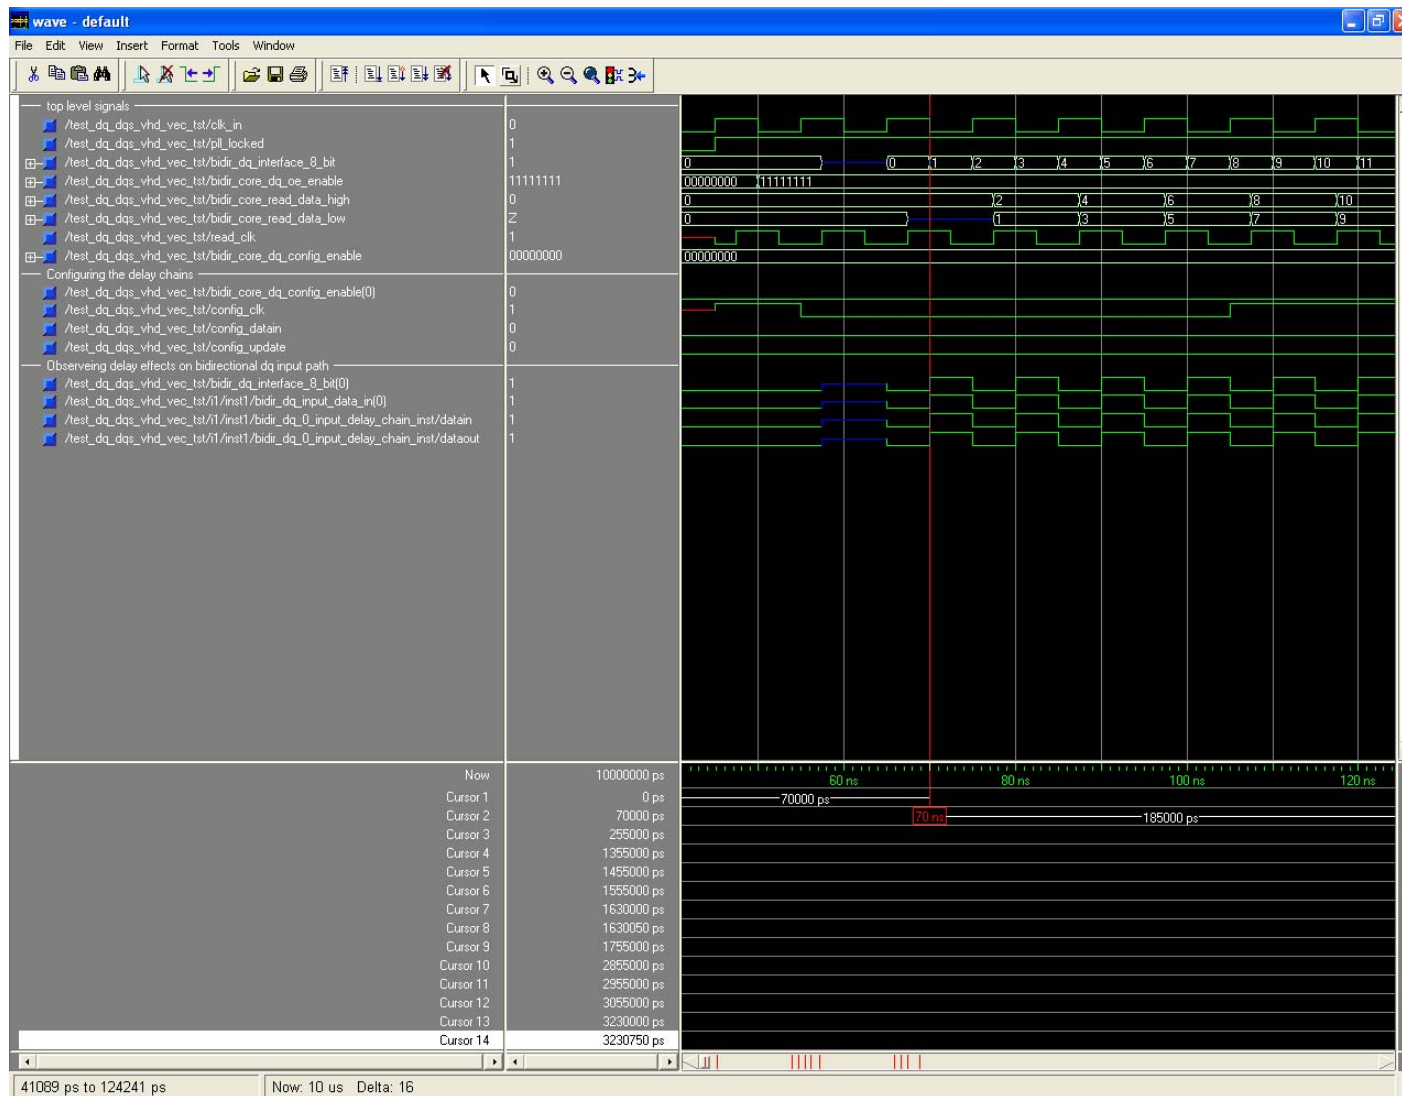 wave - default
File Edit View Insert Format Tools Window
top level signals
/test_dq_dqs_vhd_vec_tst/clk_in 0
/test_dq_dqs_vhd_vec_tst/pll_locked 1
/test_dq_dqs_vhd_vec_tst/bidir_dq_interface_8_bit 1 0 0 1 2 3 4 5 6 7 8 9 10 11
/test_dq_dqs_vhd_vec_tst/bidir_core_dq_oe_enable 11111111 00000000 11111111
/test_dq_dqs_vhd_vec_tst/bidir_core_read_data_high 0 0 2 4 6 8 10
/test_dq_dqs_vhd_vec_tst/bidir_core_read_data_low Z 0 1 3 5 7 9
/test_dq_dqs_vhd_vec_tst/read_clk 1
/test_dq_dqs_vhd_vec_tst/bidir_core_dq_config_enable 00000000 00000000
Configuring the delay chains
/test_dq_dqs_vhd_vec_tst/bidir_core_dq_config_enable(0) 0
/test_dq_dqs_vhd_vec_tst/config_clk 1
/test_dq_dqs_vhd_vec_tst/config_datain 0
/test_dq_dqs_vhd_vec_tst/config_update 0
Observeing delay effects on bidirectional dq input path
/test_dq_dqs_vhd_vec_tst/bidir_dq_interface_8_bit(0) 1
/test_dq_dqs_vhd_vec_tst/i1/inst1/bidir_dq_input_data_in(0) 1
/test_dq_dqs_vhd_vec_tst/i1/inst1/bidir_dq_0_input_delay_chain_inst/datain 1
/test_dq_dqs_vhd_vec_tst/i1/inst1/bidir_dq_0_input_delay_chain_inst/dataout 1
Now 10000000 ps 60 ns 80 ns 100 ns 120 ns
Cursor 1 0 ps 70000 ps
Cursor 2 70000 ps 70 ns 185000 ps
Cursor 3 255000 ps
Cursor 4 1355000 ps
Cursor 5 1455000 ps
Cursor 6 1555000 ps
Cursor 7 1630000 ps
Cursor 8 1630050 ps
Cursor 9 1755000 ps
Cursor 10 2855000 ps
Cursor 11 2955000 ps
Cursor 12 3055000 ps
Cursor 13 3230000 ps
Cursor 14 3230750 ps
41089 ps to 124241 ps Now: 10 us Delta: 16